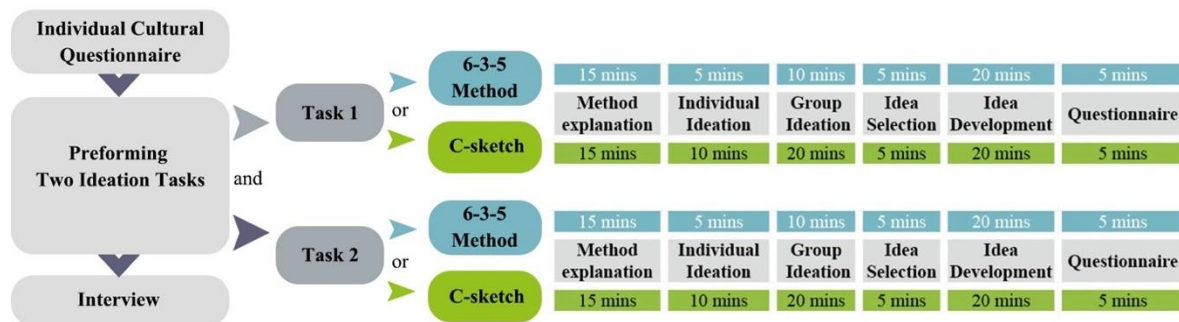 Individual Cultural
Questionnaire
Preforming
Two Ideation Tasks
and
Interview
Task 1
or
6-3-5
Method
C-sketch
15 mins 5 mins 10 mins 5 mins 20 mins 5 mins
Method Individual Group Idea Idea Questionnaire
explanation Ideation Ideation Selection Development
15 mins 10 mins 20 mins 5 mins 20 mins 5 mins
Task 2
or
6-3-5
Method
C-sketch
15 mins 5 mins 10 mins 5 mins 20 mins 5 mins
Method Individual Group Idea Idea Questionnaire
explanation Ideation Ideation Selection Development
15 mins 10 mins 20 mins 5 mins 20 mins 5 mins